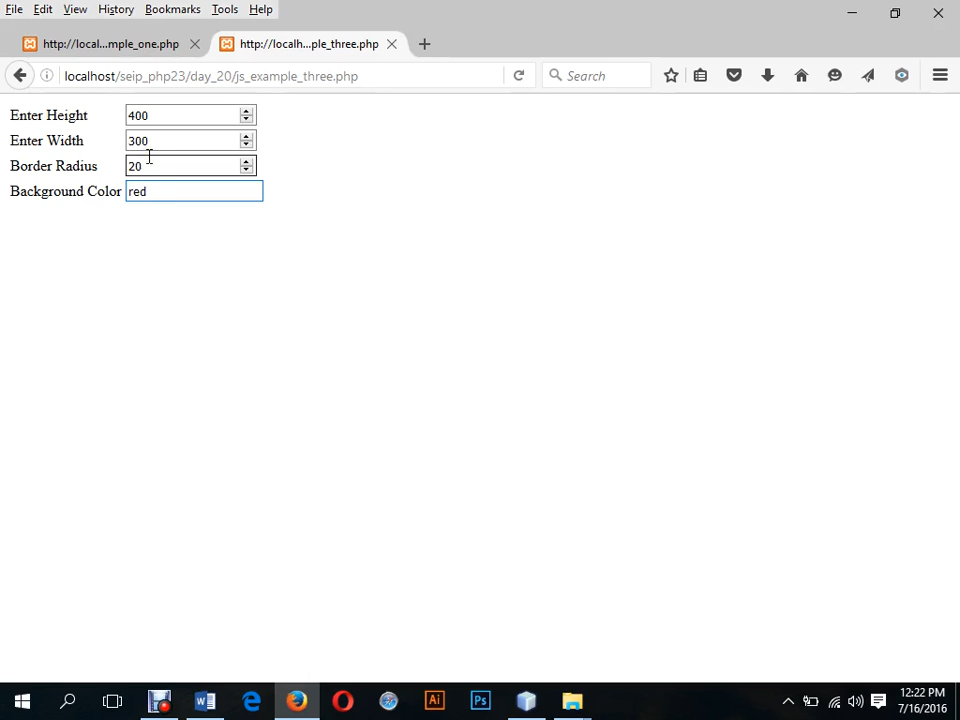 File Edit View History Bookmarks Tools Help
http://local...mple_one.php
http://localh...ple_three.php
localhost/seip_php23/day_20/js_example_three.php
Search
Enter Height 400
Enter Width 300
Border Radius 20
Background Color red
Ai
Ps
12:22 PM
7/16/2016